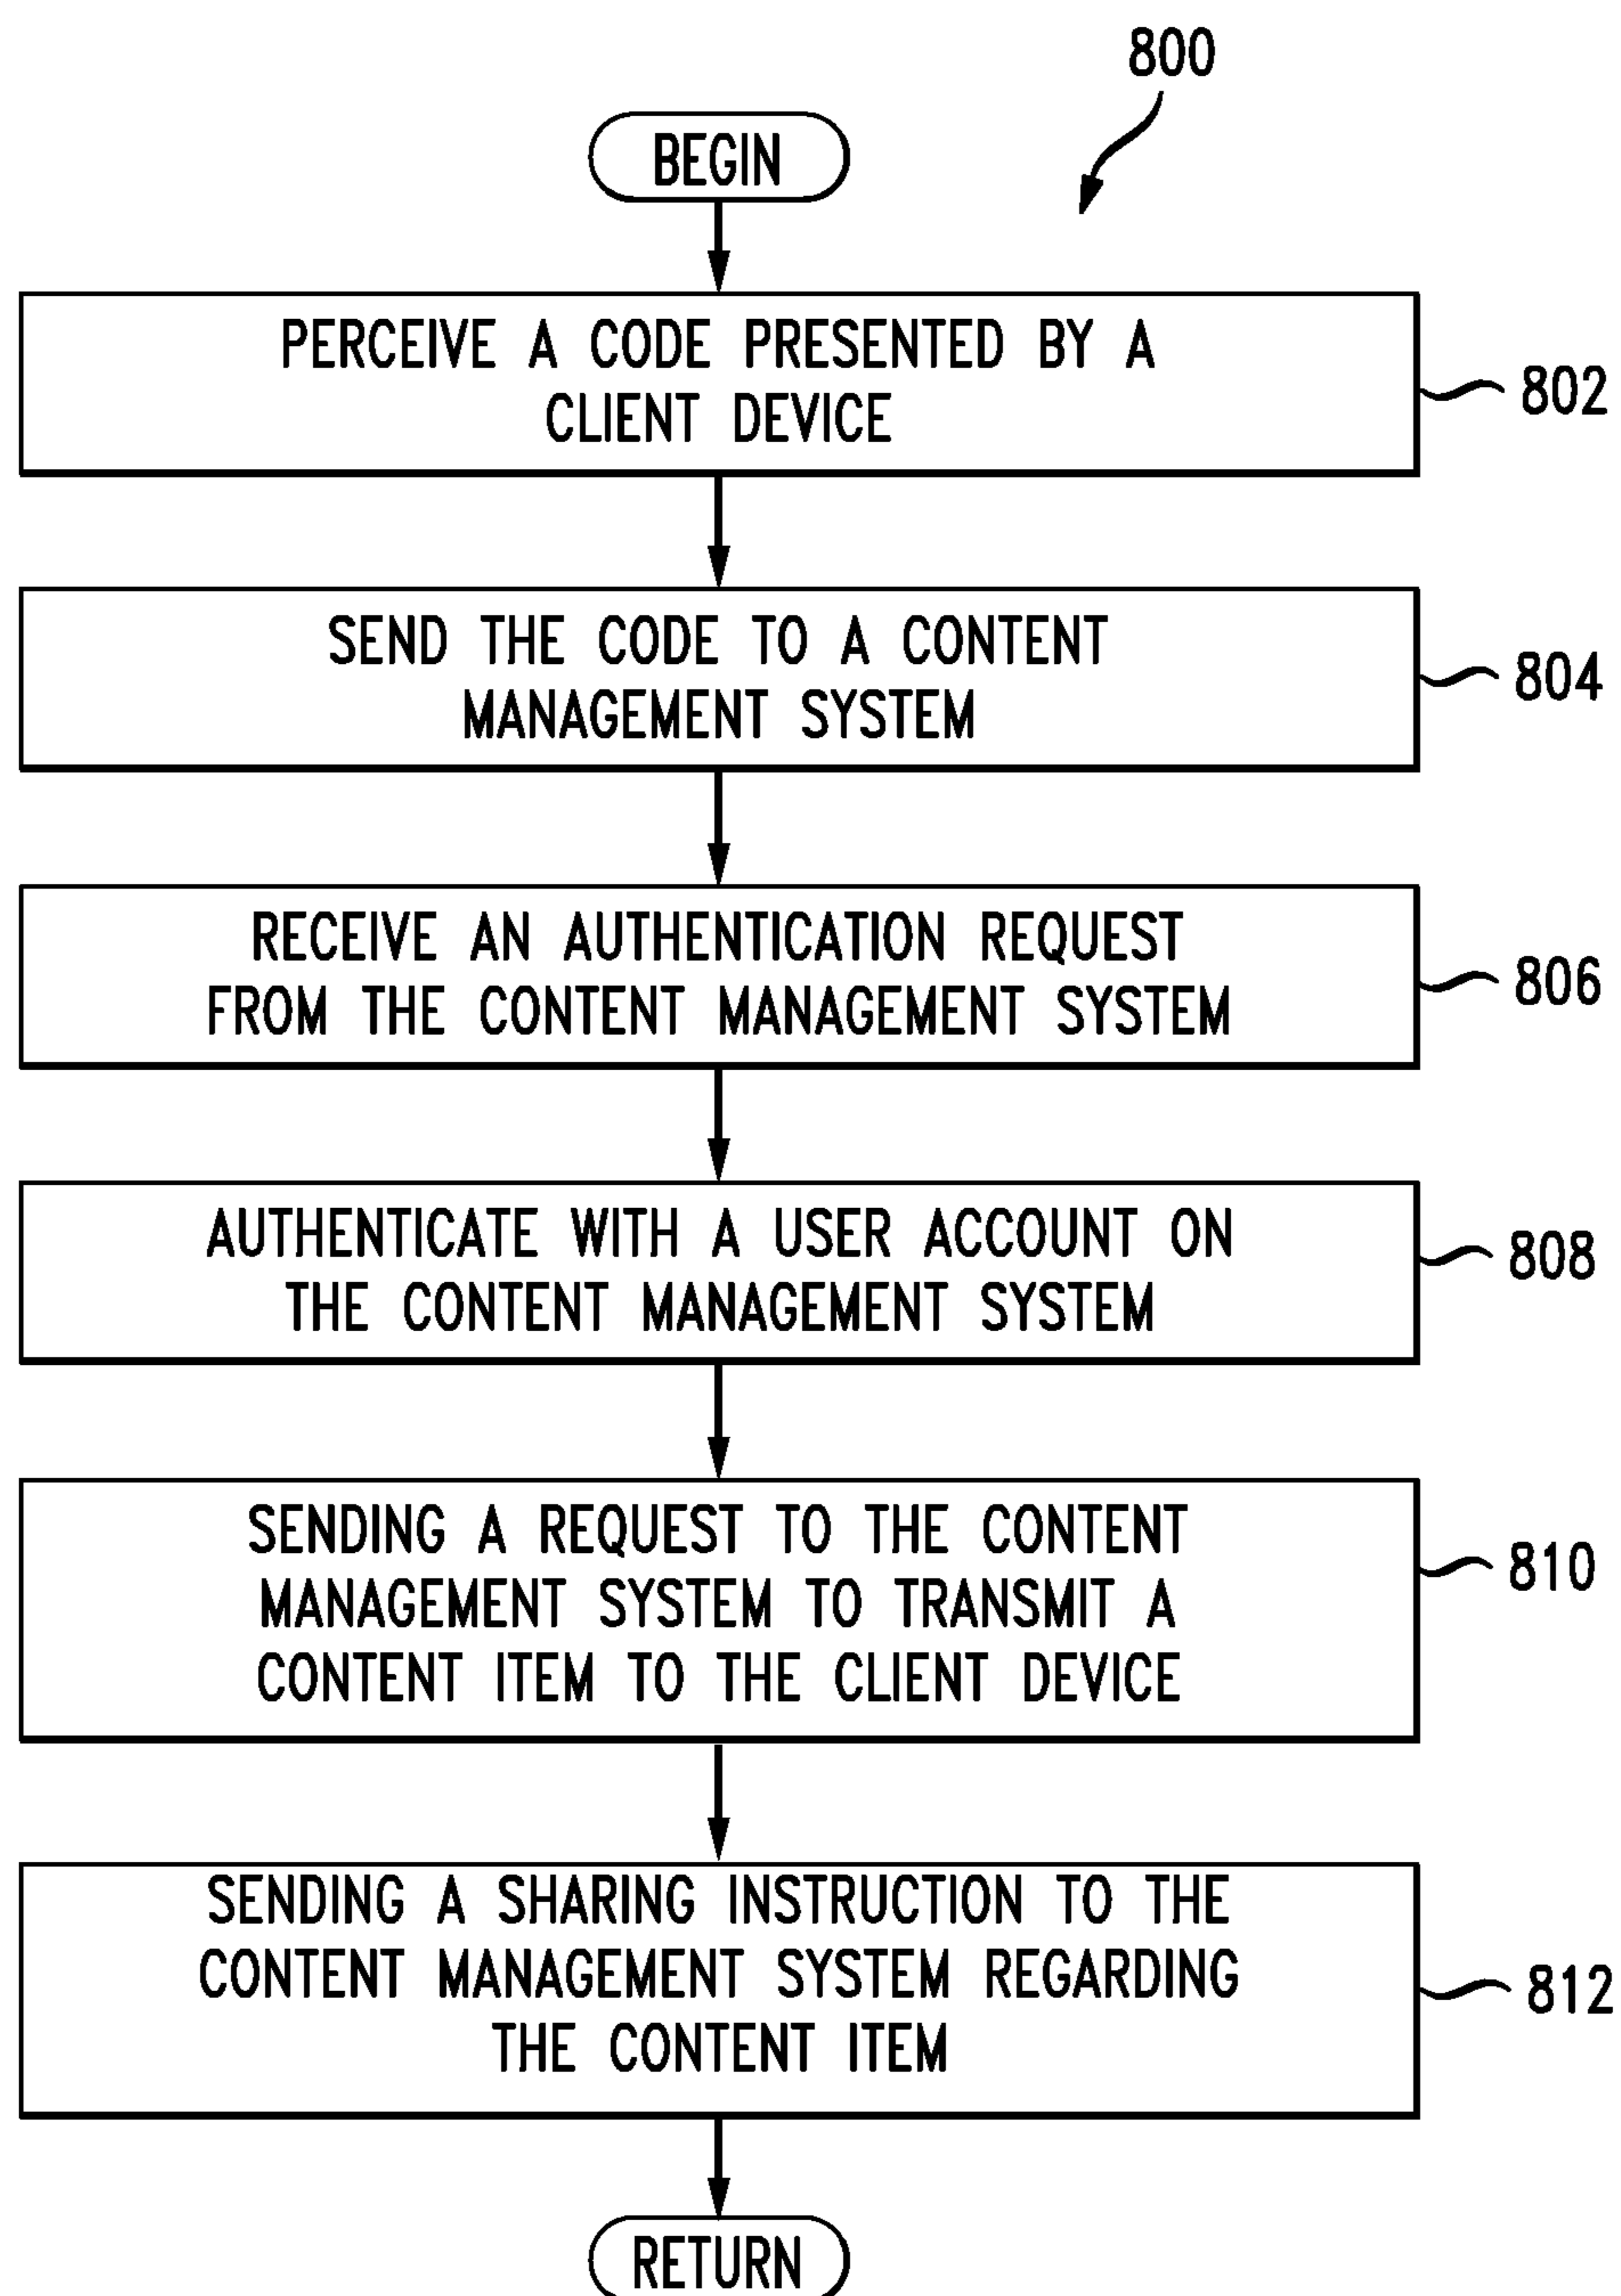 800
BEGIN
PERCEIVE A CODE PRESENTED BY A
CLIENT DEVICE
802
SEND THE CODE TO A CONTENT
MANAGEMENT SYSTEM
804
RECEIVE AN AUTHENTICATION REQUEST
FROM THE CONTENT MANAGEMENT SYSTEM
806
AUTHENTICATE WITH A USER ACCOUNT ON
THE CONTENT MANAGEMENT SYSTEM
808
SENDING A REQUEST TO THE CONTENT
MANAGEMENT SYSTEM TO TRANSMIT A
CONTENT ITEM TO THE CLIENT DEVICE
810
SENDING A SHARING INSTRUCTION TO THE
CONTENT MANAGEMENT SYSTEM REGARDING
THE CONTENT ITEM
812
RETURN